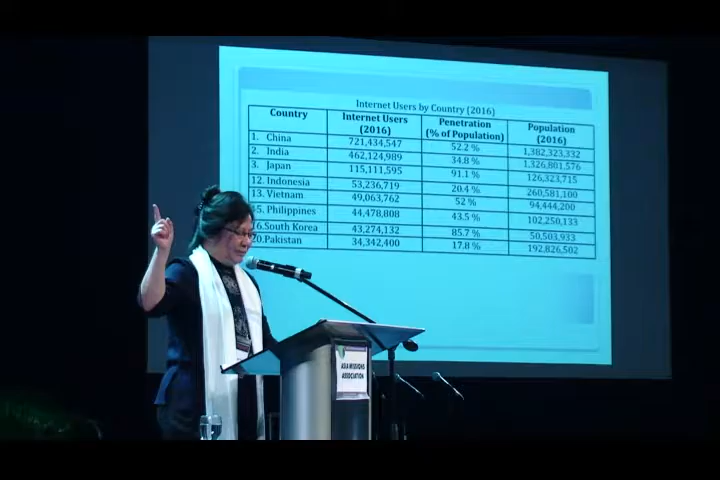 Internet Users by Country (2016)
Country Internet Users (2016) Penetration (% of Population) Population (2016)
1. China 721,434,547 52.2 % 1,382,323,332
2. India 462,124,989 34.8 % 1,326,801,576
3. Japan 115,111,595 91.1 % 126,323,715
12. Indonesia 53,236,719 20.4 % 260,581,100
13. Vietnam 49,063,762 52 % 94,444,200
15. Philippines 44,478,808 43.5 % 102,250,133
16.South Korea 43,274,132 85.7 % 50,503,933
20.Pakistan 34,342,400 17.8 % 192,826,502
ASIA MISSIONS
ASSOCIATION